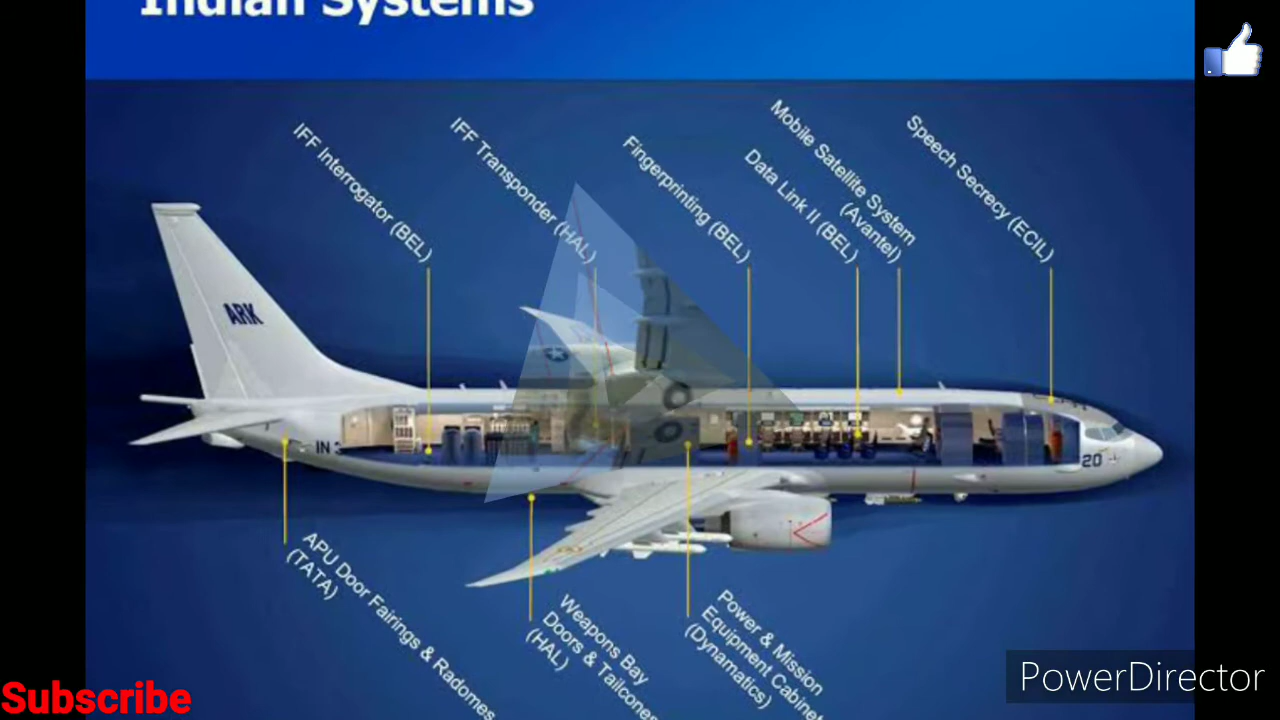 Indian Systems
IFF Interrogator (BEL)
IFF Transponder (HAL)
Fingerprinting (BEL)
Mobile Satellite System
(Avantel)
Data Link II (BEL)
Speech Secrecy (ECIL)
ARK
IN 3
20
APU Door Fairings & Radomes
(TATA)
Weapons Bay
Doors & Tailcones
(HAL)
Power & Mission
Equipment Cabinet
(Dynamatics)
Subscribe
PowerDirector